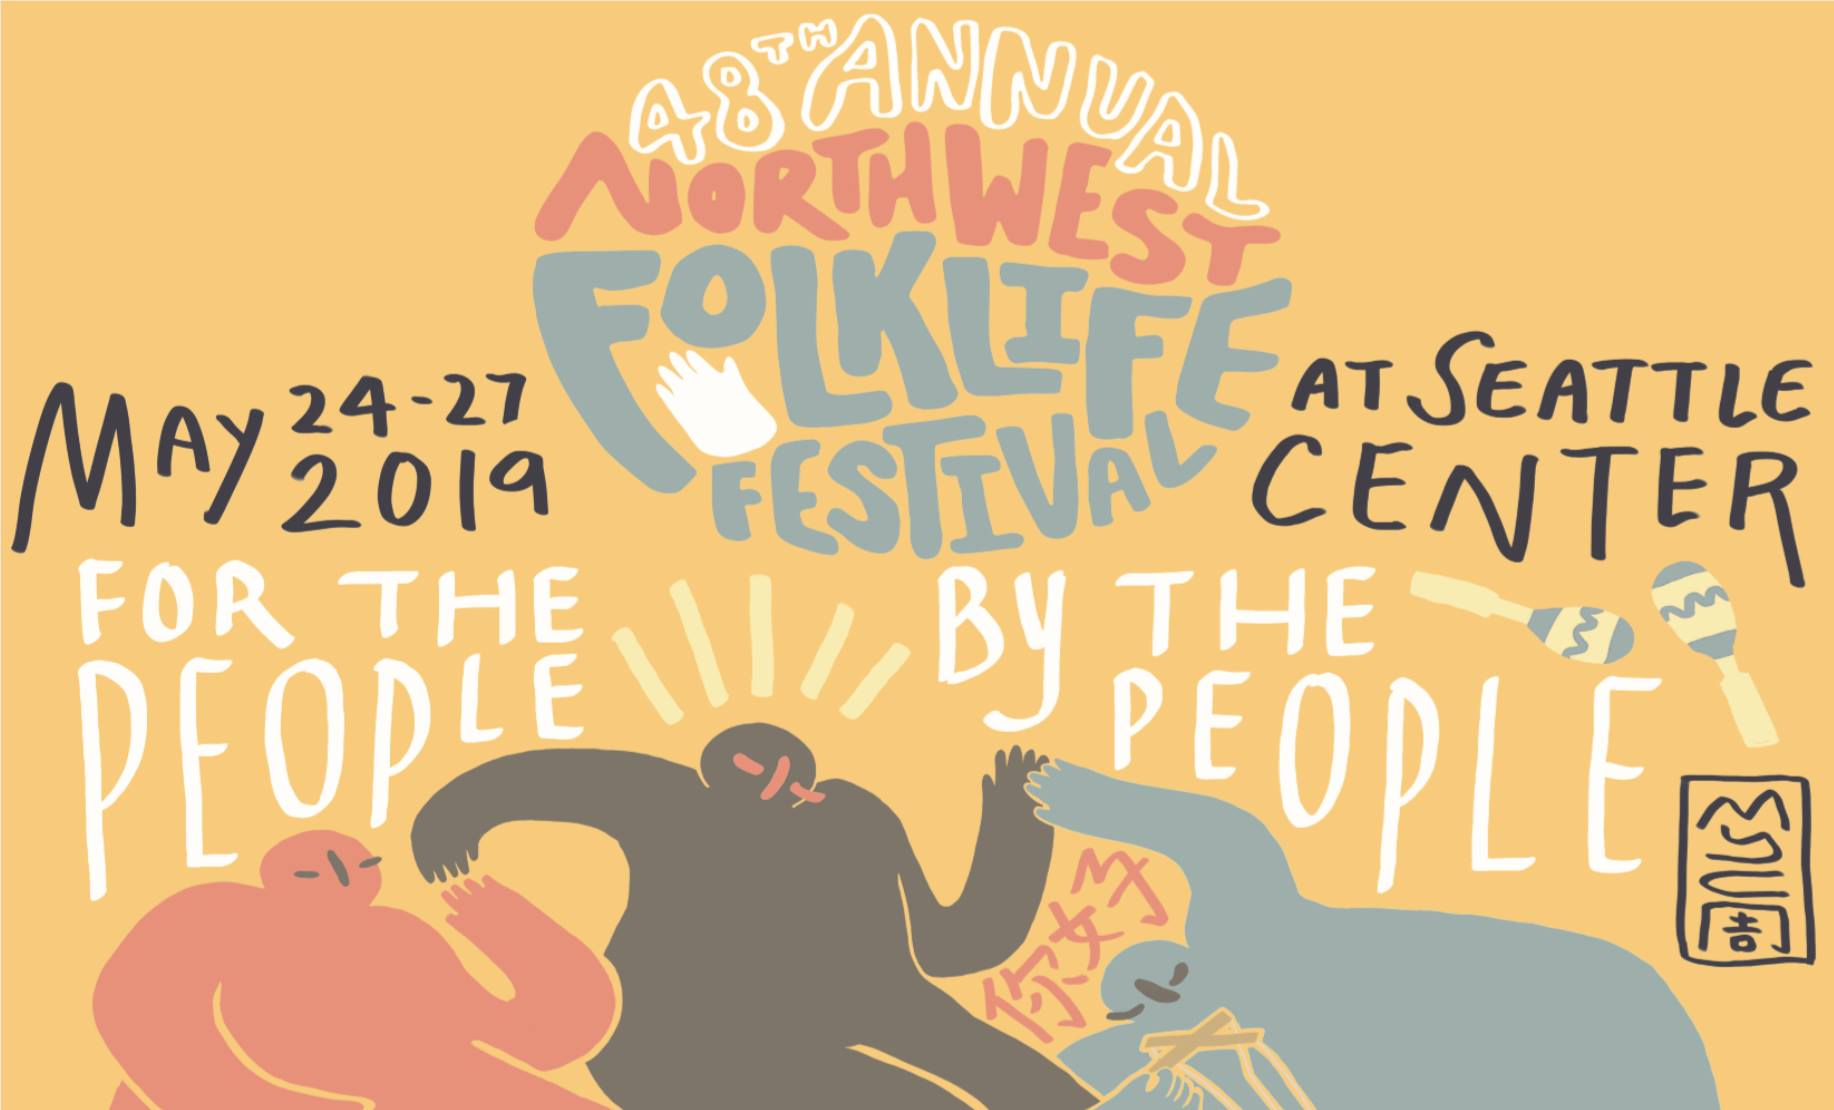 48TH ANNUAL
NORTHWEST
FOLKLIFE
FESTIVAL
MAY 24-27
2019
AT SEATTLE
CENTER
FOR THE
PEOPLE
BY THE
PEOPLE
你好
周